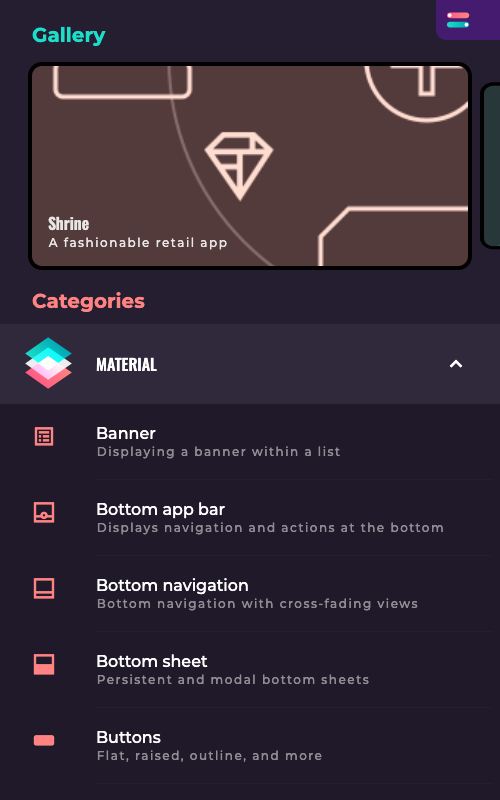 Gallery
Shrine
A fashionable retail app
Categories
MATERIAL
Banner
Displaying a banner within a list
Bottom app bar
Displays navigation and actions at the bottom
Bottom navigation
Bottom navigation with cross-fading views
Bottom sheet
Persistent and modal bottom sheets
Buttons
Flat, raised, outline, and more